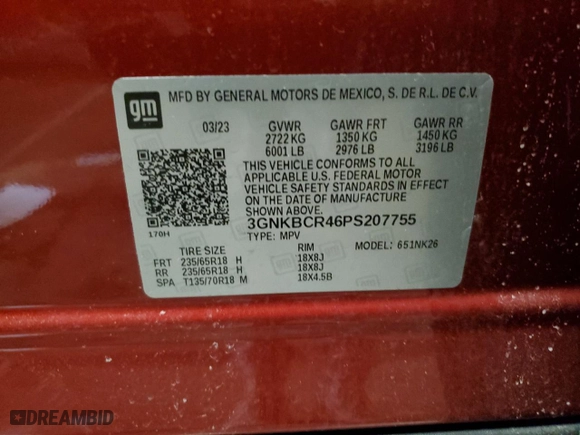 gm
MFD BY GENERAL MOTORS DE MEXICO, S. DE R.L. DE C.V.
03/23 GVWR GAWR FRT GAWR RR
2722 KG 1350 KG 1450 KG
6001 LB 2976 LB 3196 LB
THIS VEHICLE CONFORMS TO ALL
APPLICABLE U.S. FEDERAL MOTOR
VEHICLE SAFETY STANDARDS IN EFFECT
ON THE DATE OF MANUFACTURE
SHOWN ABOVE.
170H
3GNKBCR46PS207755
TYPE: MPV MODEL: 651NK26
TIRE SIZE RIM
FRT 235/65R18 H 18X8J
RR 235/65R18 H 18X8J
SPA T135/70R18 M 18X4.5B
DREAMBID